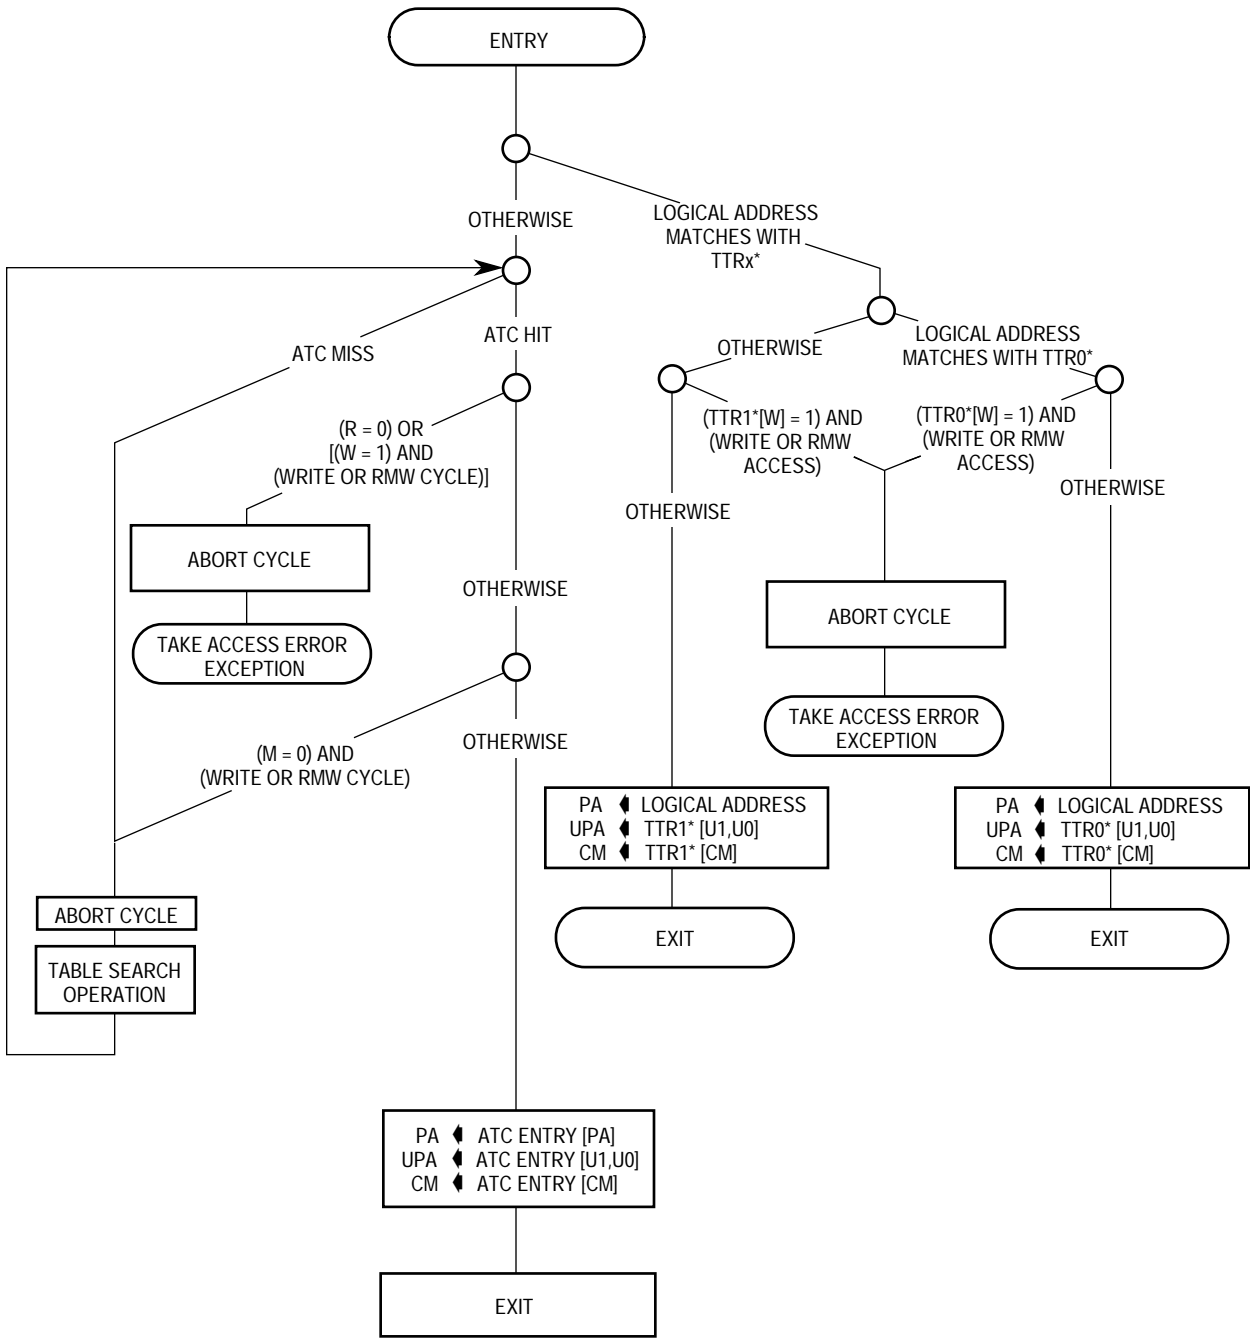 ENTRY
OTHERWISE
LOGICAL ADDRESS
MATCHES WITH
TTRx*
ATC MISS
ATC HIT
OTHERWISE
LOGICAL ADDRESS
MATCHES WITH TTR0*
(R = 0) OR
[(W = 1) AND
(WRITE OR RMW CYCLE)]
(TTR1*[W] = 1) AND
(WRITE OR RMW
ACCESS)
(TTR0*[W] = 1) AND
(WRITE OR RMW
ACCESS)
OTHERWISE
OTHERWISE
ABORT CYCLE
OTHERWISE
ABORT CYCLE
TAKE ACCESS ERROR
EXCEPTION
TAKE ACCESS ERROR
EXCEPTION
(M = 0) AND
(WRITE OR RMW CYCLE)
OTHERWISE
PA LOGICAL ADDRESS
UPA TTR1* [U1,U0]
CM TTR1* [CM]
EXIT
PA LOGICAL ADDRESS
UPA TTR0* [U1,U0]
CM TTR0* [CM]
EXIT
ABORT CYCLE
TABLE SEARCH
OPERATION
PA ATC ENTRY [PA]
UPA ATC ENTRY [U1,U0]
CM ATC ENTRY [CM]
EXIT